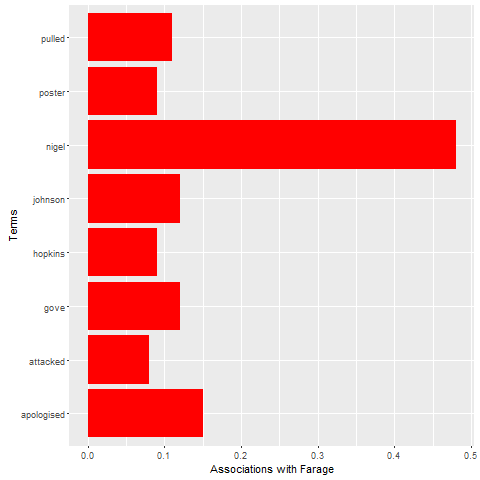 pulled
poster
nigel
johnson
hopkins
gove
attacked
apologised
Terms
0.0 0.1 0.2 0.3 0.4 0.5
Associations with Farage